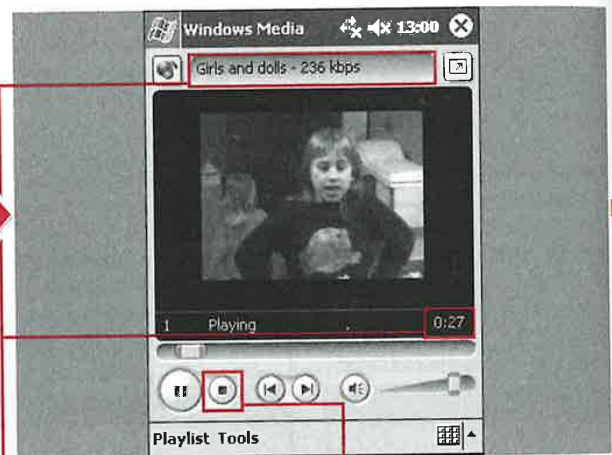 Windows Media 13:00
Girls and dolls - 236 kbps
1 Playing 0:27
Playlist Tools